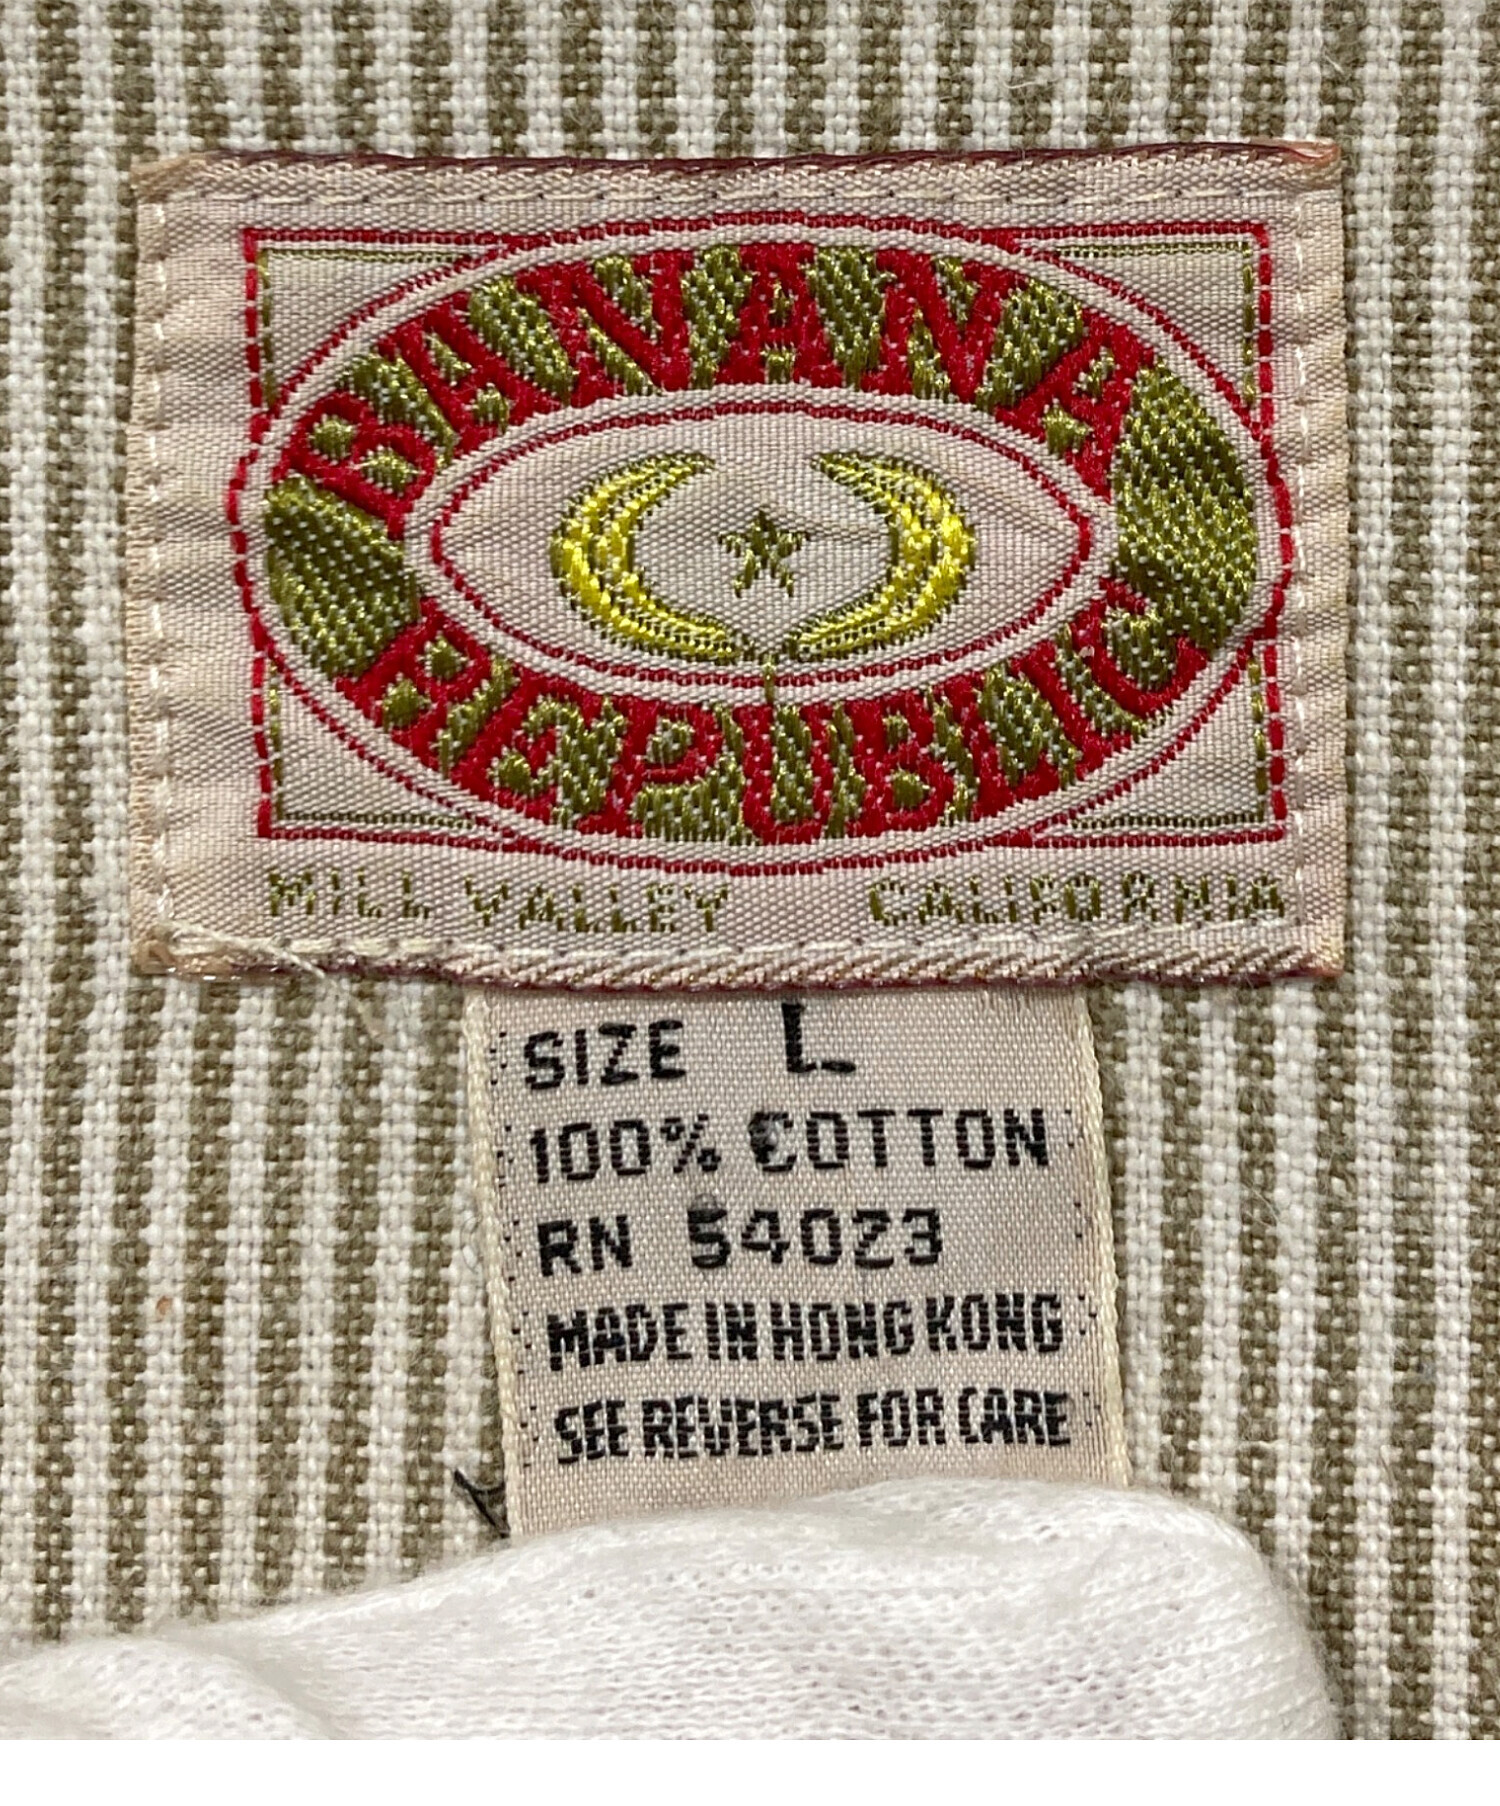 BANANA
REPUBLIC
MILL VALLEY CALIFORNIA
SIZE L
100% COTTON
RN 54023
MADE IN HONG KONG
SEE REVERSE FOR CARE